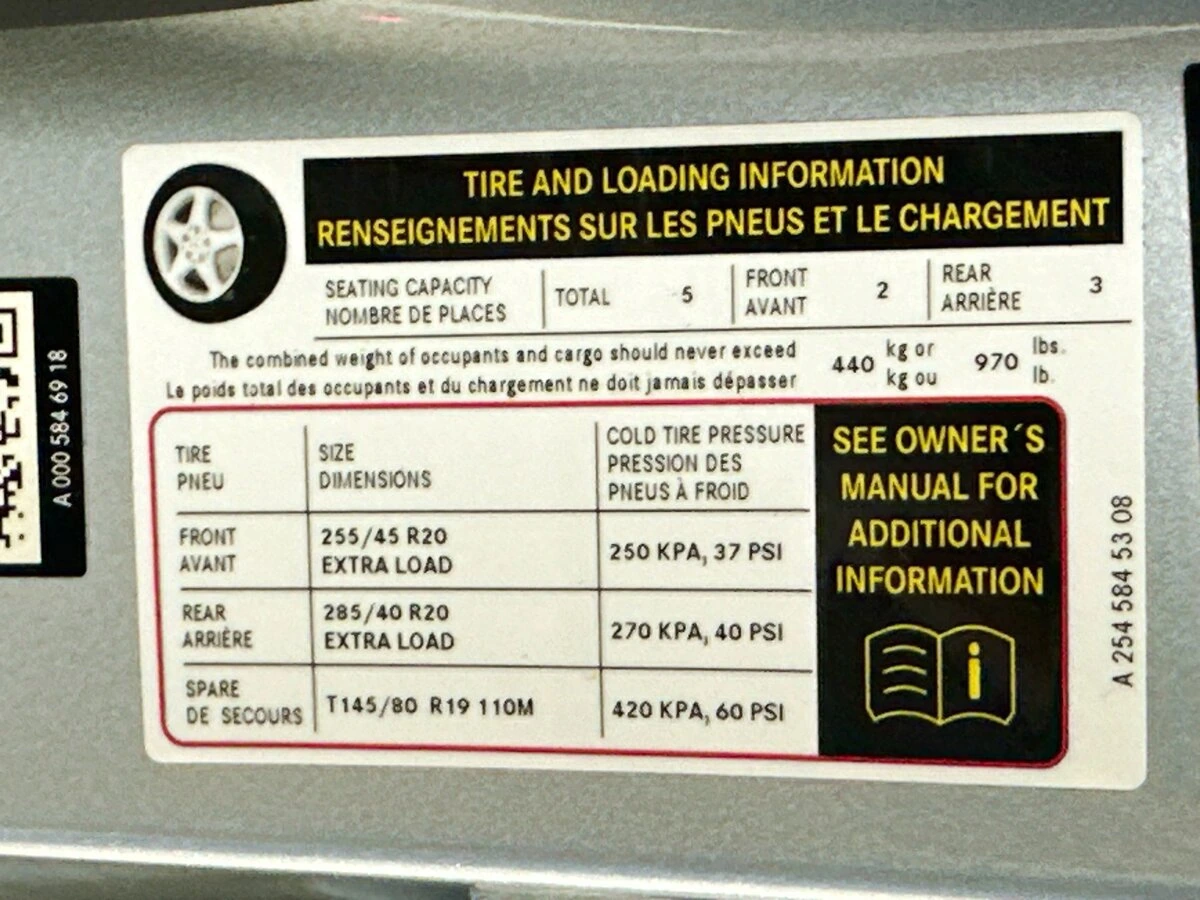 TIRE AND LOADING INFORMATION
RENSEIGNEMENTS SUR LES PNEUS ET LE CHARGEMENT
SEATING CAPACITY
NOMBRE DE PLACES
TOTAL 5
FRONT
AVANT
2
REAR
ARRIÈRE
3
The combined weight of occupants and cargo should never exceed
Le poids total des occupants et du chargement ne doit jamais dépasser
440
kg or
kg ou
970
lbs.
lb.
TIRE
PNEU
SIZE
DIMENSIONS
COLD TIRE PRESSURE
PRESSION DES
PNEUS À FROID
FRONT
AVANT
255/45 R20
EXTRA LOAD
250 KPA, 37 PSI
REAR
ARRIÈRE
285/40 R20
EXTRA LOAD
270 KPA, 40 PSI
SPARE
DE SECOURS
T145/80 R19 110M
420 KPA, 60 PSI
SEE OWNER´S
MANUAL FOR
ADDITIONAL
INFORMATION
A 254 584 53 08
A 000 584 69 18